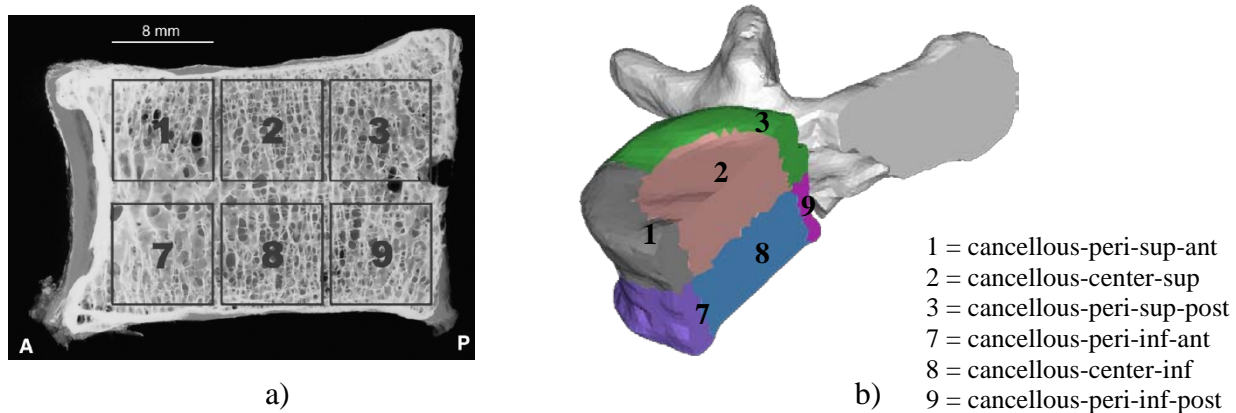 8 mm
1 2 3
7 8 9
A P
a)
3
2
1
9
8
7
b)
1 = cancellous-peri-sup-ant
2 = cancellous-center-sup
3 = cancellous-peri-sup-post
7 = cancellous-peri-inf-ant
8 = cancellous-center-inf
9 = cancellous-peri-inf-post